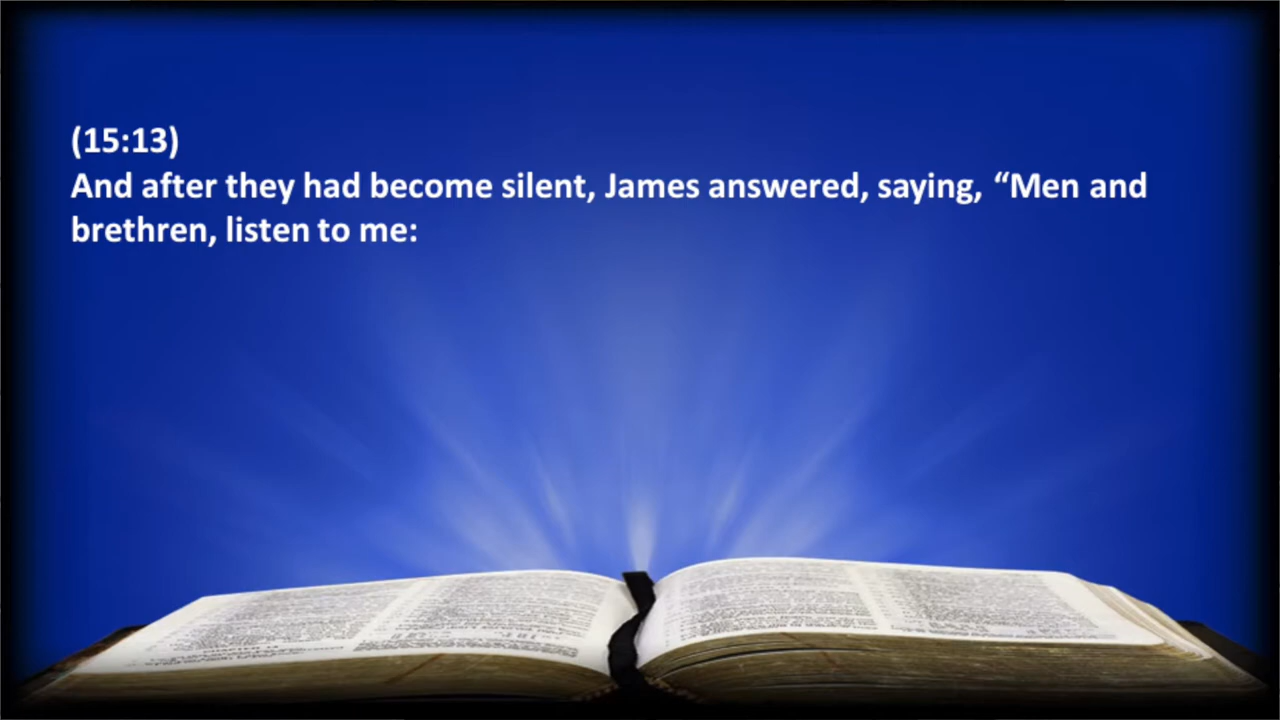 (15:13)
And after they had become silent, James answered, saying, “Men and
brethren, listen to me: